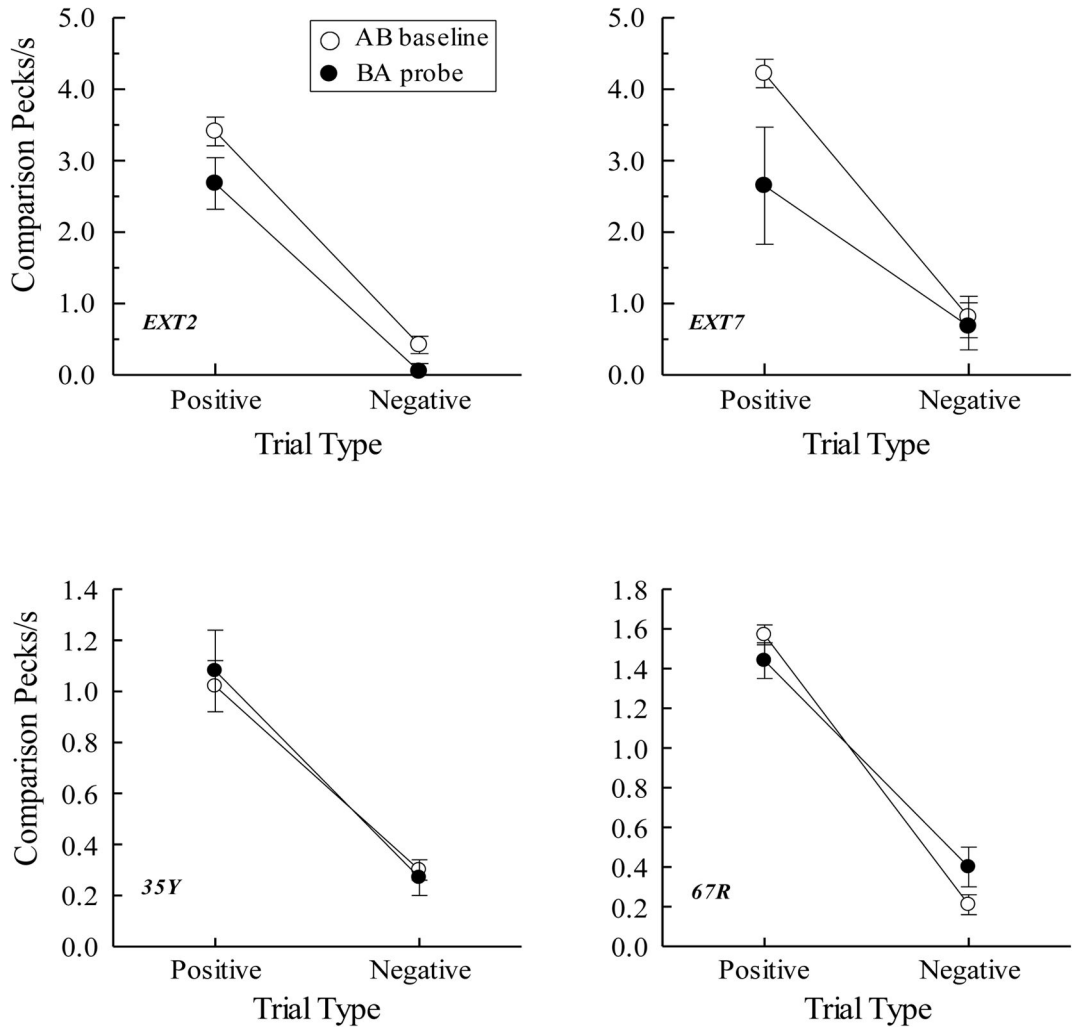 Comparison Pecks/s
5.0
4.0
3.0
2.0
1.0
0.0
AB baseline
BA probe
EXT2
Positive Negative
Trial Type
5.0
4.0
3.0
2.0
1.0
0.0
EXT7
Positive Negative
Trial Type
Comparison Pecks/s
1.4
1.2
1.0
0.8
0.6
0.4
0.2
0.0
35Y
Positive Negative
Trial Type
1.8
1.6
1.4
1.2
1.0
0.8
0.6
0.4
0.2
0.0
67R
Positive Negative
Trial Type